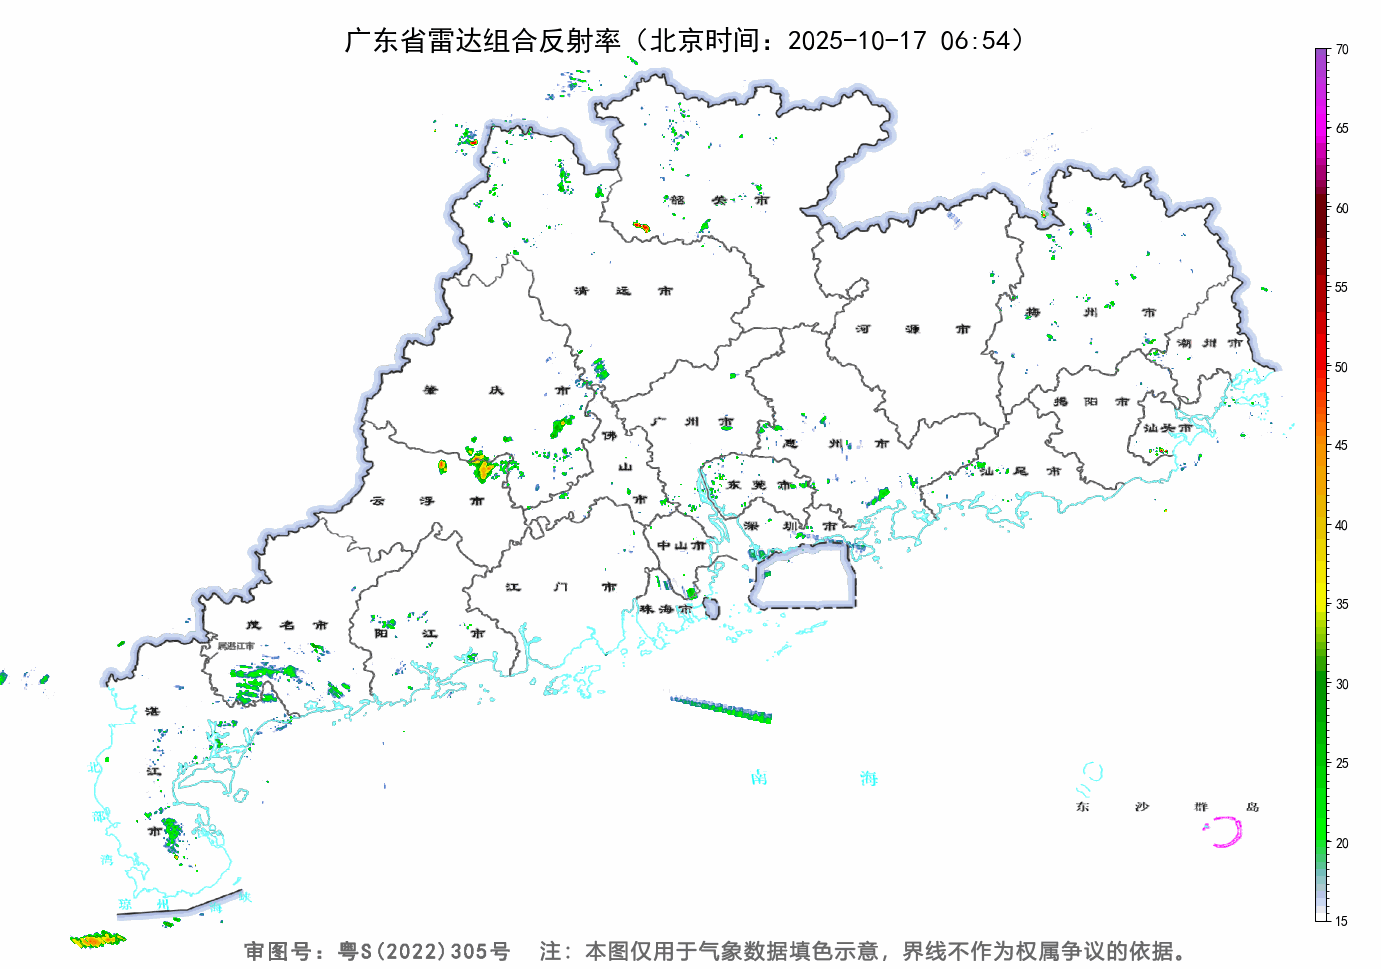 广东省雷达组合反射率（北京时间：2025-10-17 06:54）
70
65
60
55
50
45
40
35
30
25
20
15
韶 关 市
清 远 市
河 源 市
梅 州 市
潮 州 市
肇 庆 市
揭 阳 市
广 州 市
汕头市
佛 山 市
惠 州 市
云 浮 市
东 莞 市
汕 尾 市
深 圳 市
中山市
江 门 市
珠海市
茂 名 市
阳 江 市
属湛江市
湛 江 市
北 部 湾
南 海
东 沙 群 岛
琼 州 海 峡
审图号：粤S(2022)305号 注：本图仅用于气象数据填色示意，界线不作为权属争议的依据。